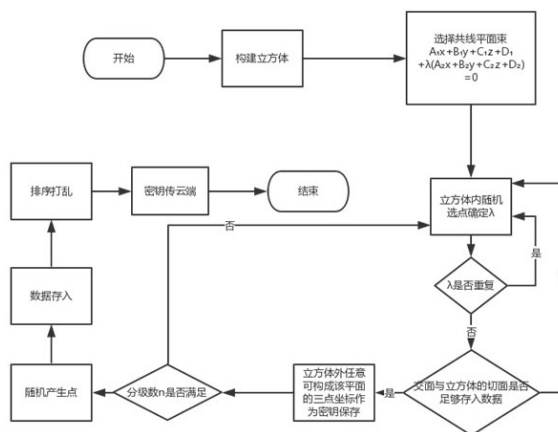 开始
构建立方体
选择共线平面束
A₁x+B₁y+C₁z+D₁
+λ(A₂x+B₂y+C₂z+D₂)
=0
排序打乱
密钥传云端
结束
立方体内随机
选点确定λ
否
是
数据存入
λ是否重复
否
随机产生点
分级数n是否满足
立方体外任意
可构成该平面
的三点坐标作
为密钥保存
是
交面与立方体的切面是否
足够存入数据